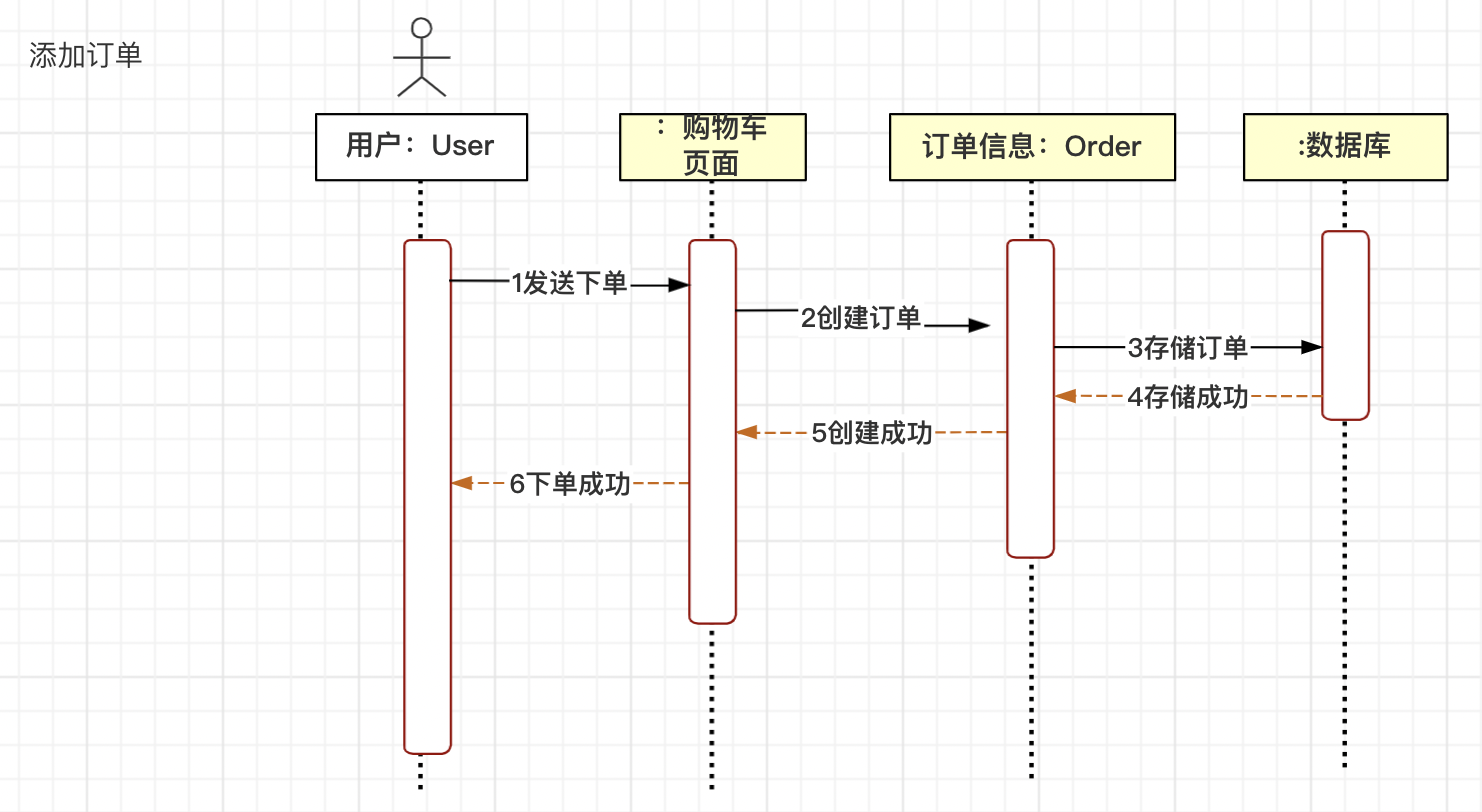 添加订单
用户：User
：购物车
页面
订单信息：Order
:数据库
1发送下单
2创建订单
3存储订单
4存储成功
5创建成功
6下单成功